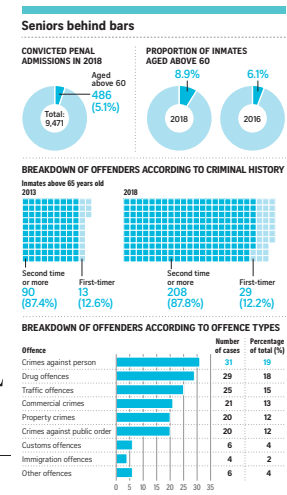 Seniors behind bars
CONVICTED PENAL
ADMISSIONS IN 2018
Aged
above 60
486
(5.1%)
Total:
9,471
PROPORTION OF INMATES
AGED ABOVE 60
8.9%
2018
6.1%
2016
BREAKDOWN OF OFFENDERS ACCORDING TO CRIMINAL HISTORY
Inmates above 65 years old
2013
2018
Second time
or more
90
(87.4%)
First-timer
13
(12.6%)
Second time
or more
208
(87.8%)
First-timer
29
(12.2%)
BREAKDOWN OF OFFENDERS ACCORDING TO OFFENCE TYPES
Offence
Number
of cases
Percentage
of total (%)
Crimes against person 31 19
Drug offences 29 18
Traffic offences 25 15
Commercial crimes 21 13
Property crimes 20 12
Crimes against public order 20 12
Customs offences 6 4
Immigration offences 4 2
Other offences 6 4
0 5 10 15 20 25 30 35